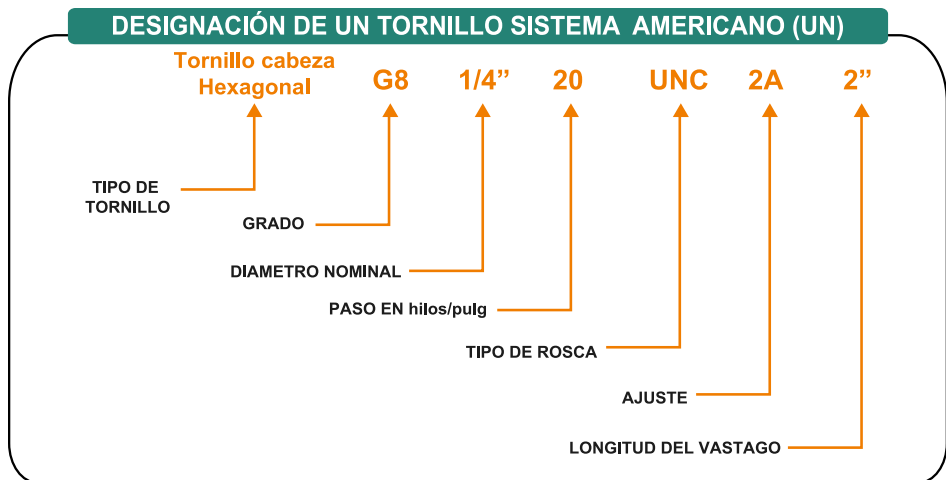 DESIGNACIÓN DE UN TORNILLO SISTEMA AMERICANO (UN)
Tornillo cabeza
Hexagonal
G8 1/4” 20 UNC 2A 2”
TIPO DE
TORNILLO
GRADO
DIAMETRO NOMINAL
PASO EN hilos/pulg
TIPO DE ROSCA
AJUSTE
LONGITUD DEL VASTAGO